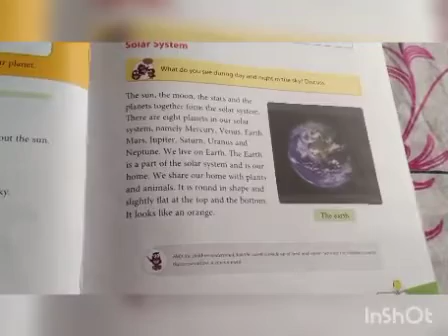 r planet.
out the sun.
ky.
Solar System
What do you see during day and night in the sky? Discuss.
The sun, the moon, the stars and the
planets together form the solar system.
There are eight planets in our solar
system, namely Mercury, Venus, Earth
Mars, Jupiter, Saturn, Uranus and
Neptune. We live on Earth. The Earth
is a part of the solar system and is our
home. We share our home with plants
and animals. It is round in shape and
slightly flat at the top and the bottom.
It looks like an orange.
The earth
InShOt